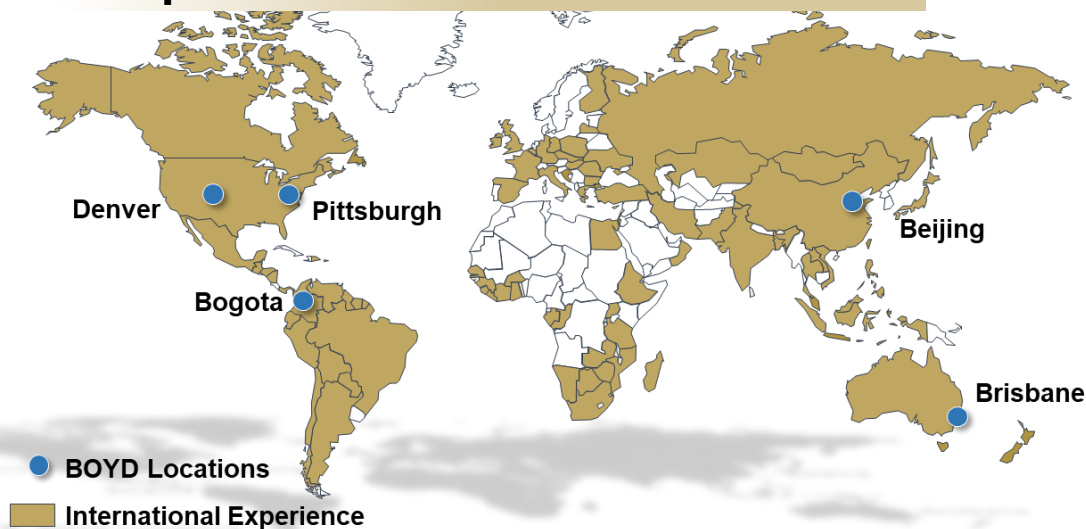 Denver
Pittsburgh
Beijing
Bogota
Brisbane
BOYD Locations
International Experience